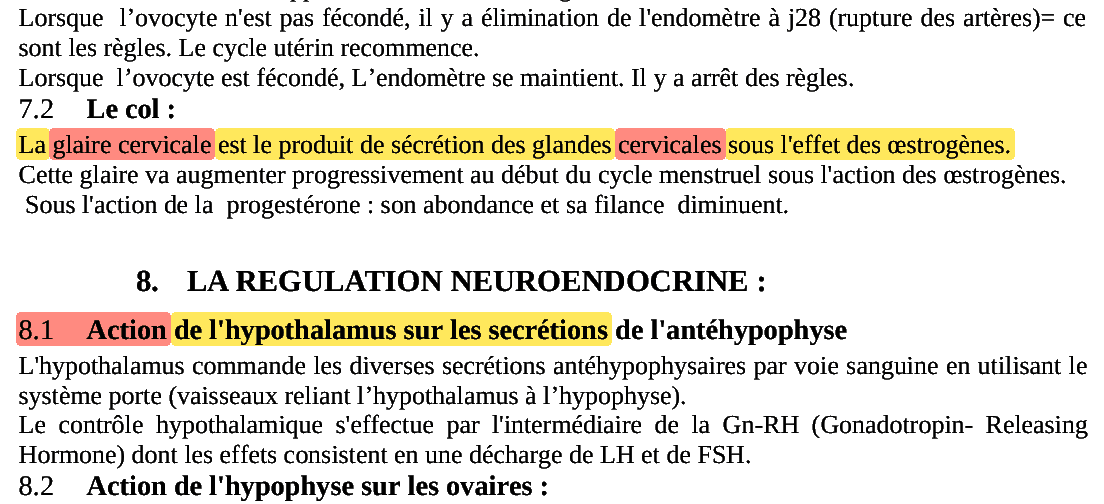 Lorsque l’ovocyte n'est pas fécondé, il y a élimination de l'endomètre à j28 (rupture des artères)= ce
sont les règles. Le cycle utérin recommence.
Lorsque l’ovocyte est fécondé, L’endomètre se maintient. Il y a arrêt des règles.
7.2 Le col :
La glaire cervicale est le produit de sécrétion des glandes cervicales sous l'effet des œstrogènes.
Cette glaire va augmenter progressivement au début du cycle menstruel sous l'action des œstrogènes.
Sous l'action de la progestérone : son abondance et sa filance diminuent.
8. LA REGULATION NEUROENDOCRINE :
8.1 Action de l'hypothalamus sur les secrétions de l'antéhypophyse
L'hypothalamus commande les diverses secrétions antéhypophysaires par voie sanguine en utilisant le
système porte (vaisseaux reliant l’hypothalamus à l’hypophyse).
Le contrôle hypothalamique s'effectue par l'intermédiaire de la Gn-RH (Gonadotropin- Releasing
Hormone) dont les effets consistent en une décharge de LH et de FSH.
8.2 Action de l'hypophyse sur les ovaires :